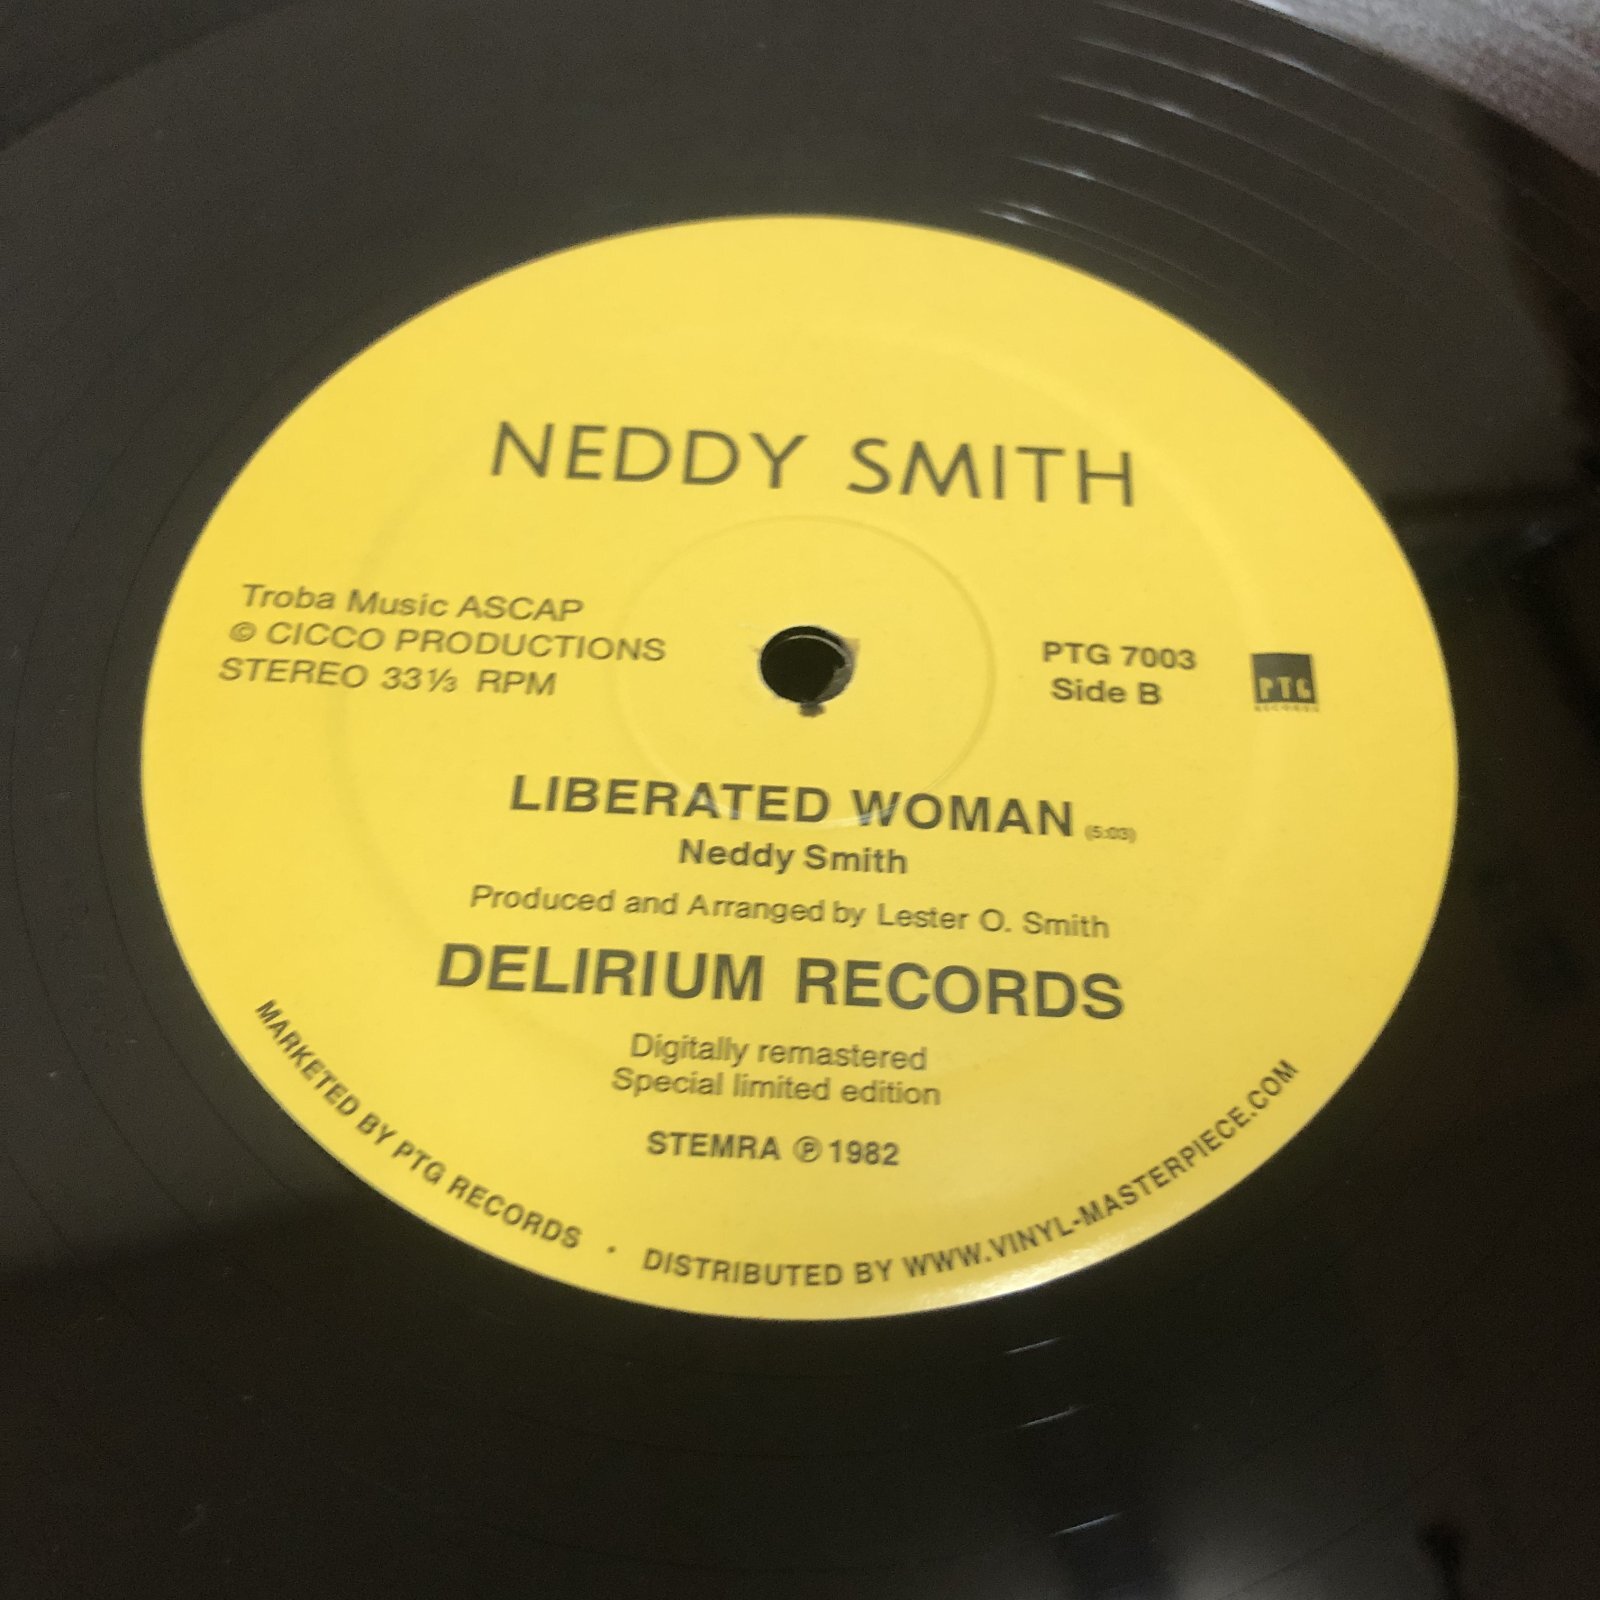 NEDDY SMITH
Troba Music ASCAP
© CICCO PRODUCTIONS
STEREO 33⅓ RPM
PTG 7003
Side B
PTG
RECORDS
LIBERATED WOMAN (5:03)
Neddy Smith
Produced and Arranged by Lester O. Smith
DELIRIUM RECORDS
Digitally remastered
Special limited edition
STEMRA ℗ 1982
MARKETED BY PTG RECORDS • DISTRIBUTED BY WWW.VINYL-MASTERPIECE.COM